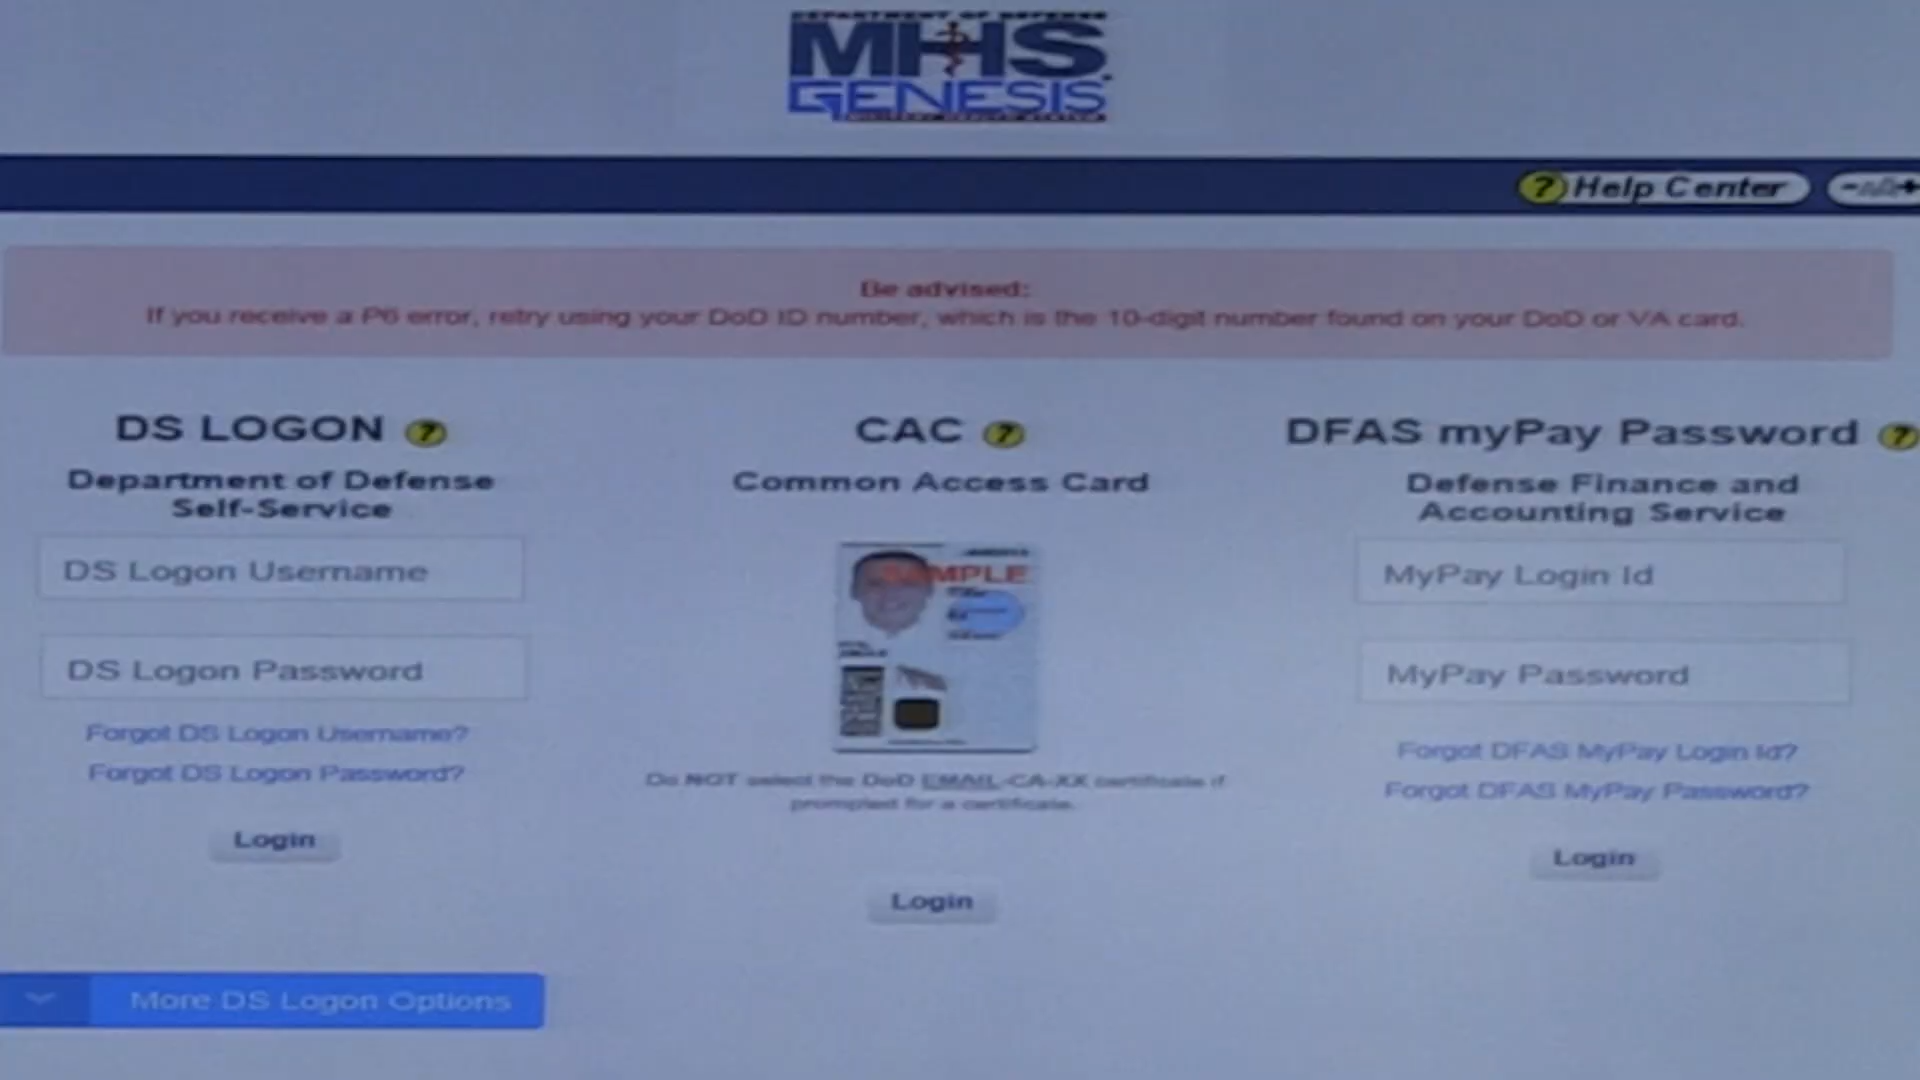 DEPARTMENT OF DEFENSE
MHS
GENESIS
Help Center
Be advised:
If you receive a P6 error, retry using your DoD ID number, which is the 10-digit number found on your DoD or VA card.
DS LOGON ?
Department of Defense
Self-Service
DS Logon Username
DS Logon Password
Forgot DS Logon Username?
Forgot DS Logon Password?
Login
More DS Logon Options
CAC ?
Common Access Card
SAMPLE
Do NOT select the DoD EMAIL-CA-XX certificate if
prompted for a certificate.
Login
DFAS myPay Password ?
Defense Finance and
Accounting Service
MyPay Login Id
MyPay Password
Forgot DFAS MyPay Login Id?
Forgot DFAS MyPay Password?
Login